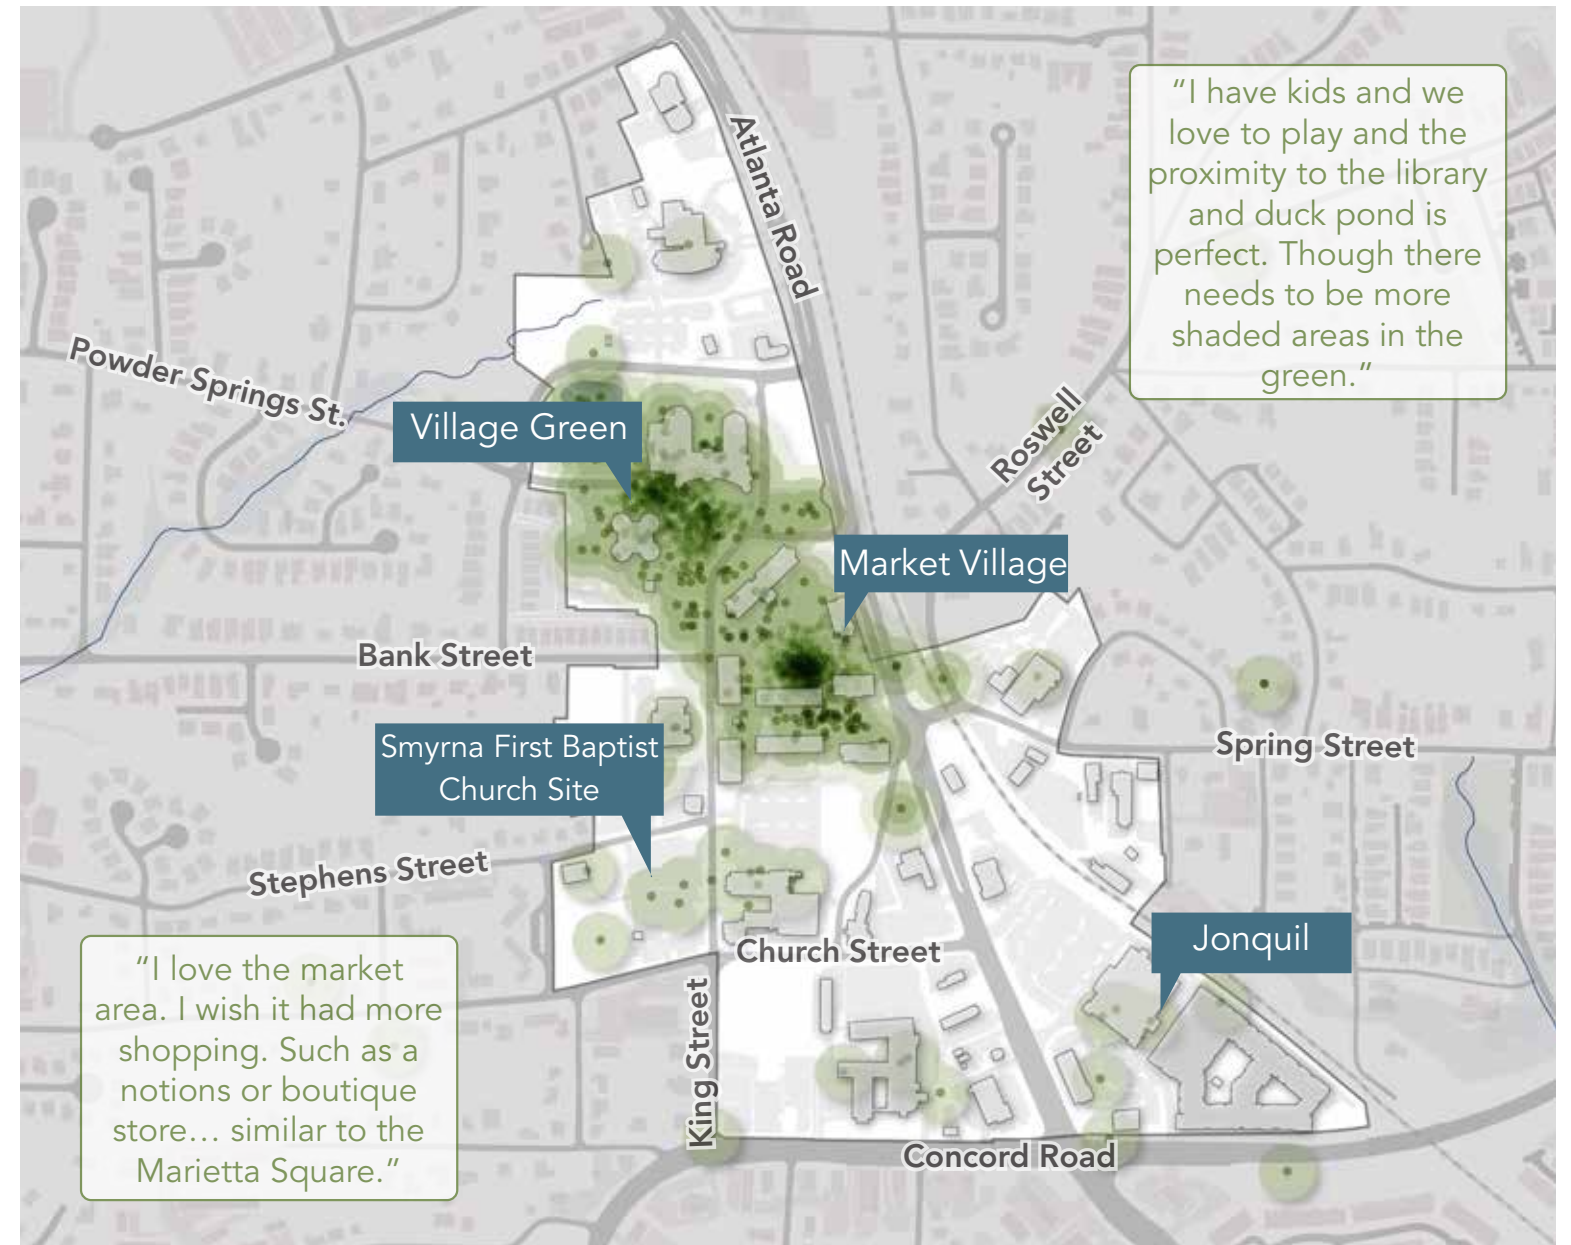 Atlanta Road
“I have kids and we
love to play and the
proximity to the library
and duck pond is
perfect. Though there
needs to be more
shaded areas in the
green.”
Powder Springs St.
Village Green
Roswell
Street
Market Village
Bank Street
Smyrna First Baptist
Church Site
Spring Street
Stephens Street
Church Street
Jonquil
“I love the market
area. I wish it had more
shopping. Such as a
notions or boutique
store... similar to the
Marietta Square.”
King Street
Concord Road